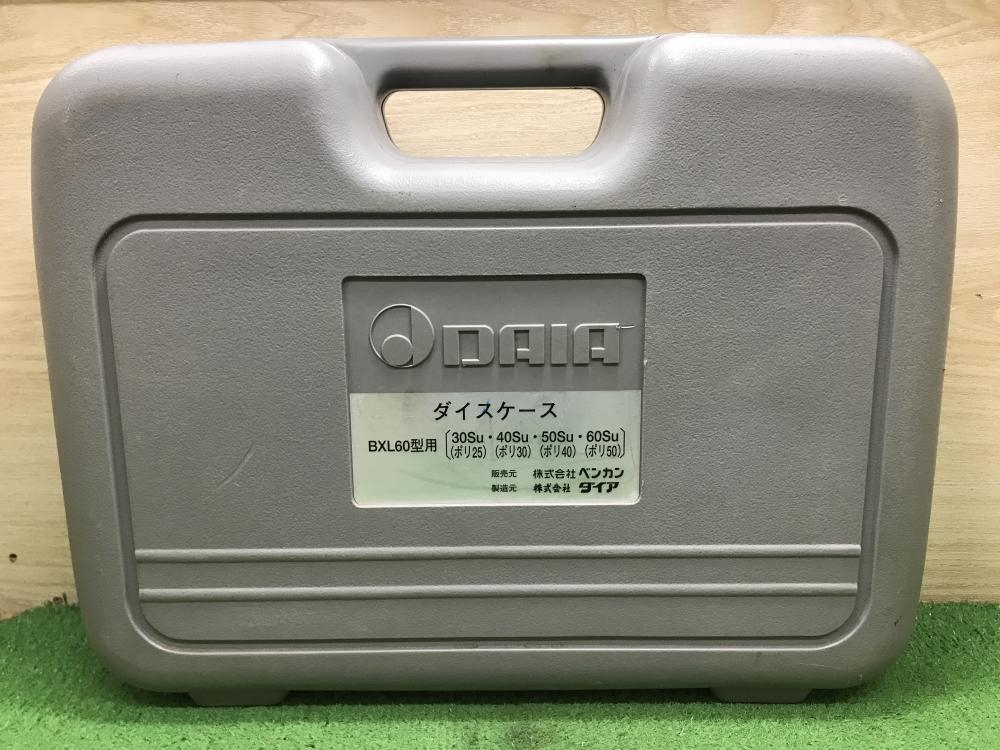 DAIA
ダイスケース
BXL60型用 〔30Su・40Su・50Su・60Su〕
(ポリ25) (ポリ30) (ポリ40) (ポリ50)
販売元 株式会社 ベンカン
製造元 株式会社 ダイア